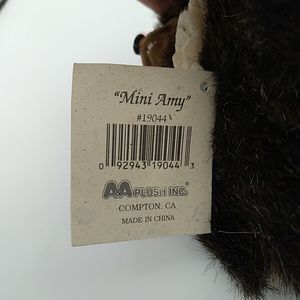 "Mini Amy"
#19044
0 92943 19044 3
A&A PLUSH INC.
COMPTON, CA
MADE IN CHINA